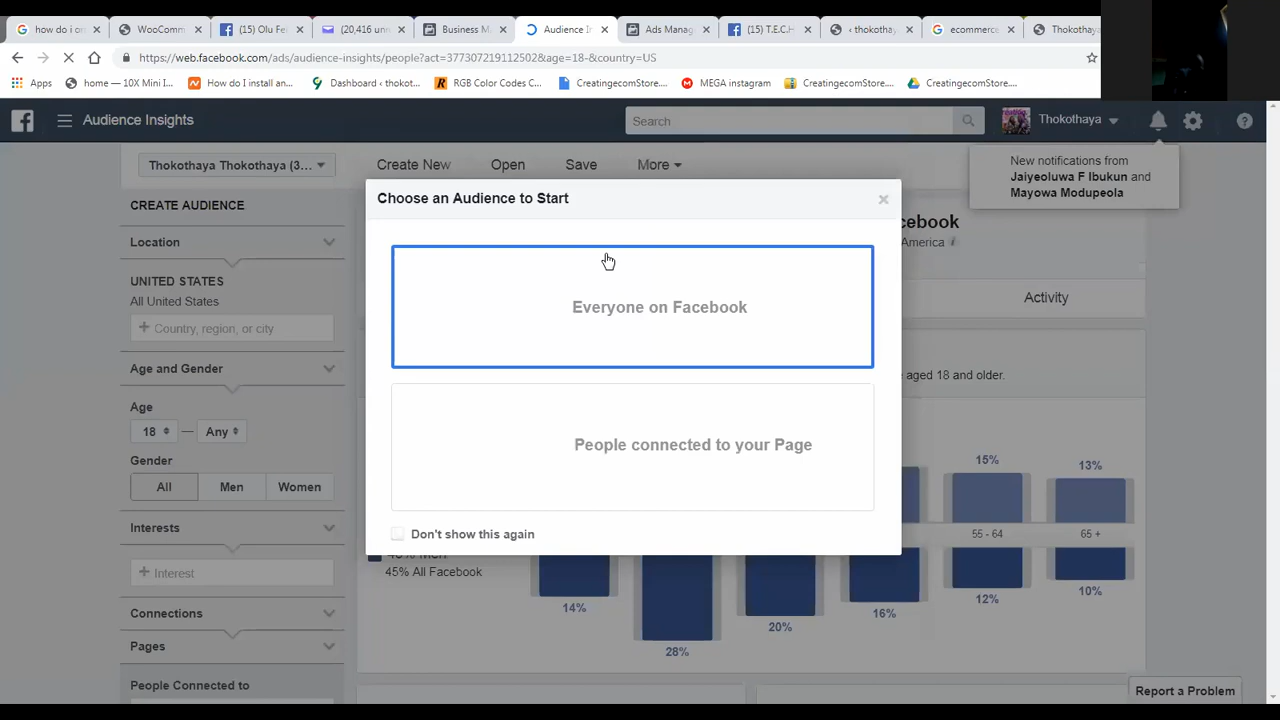 how do i on
WooComm
(15) Olu Fel
(20,416 unr
Business M
Audience In
Ads Manag
(15) T.E.C.H
‹ thokothay
ecommerce
Thokothaya
https://web.facebook.com/ads/audience-insights/people?act=377307219112502&age=18-&country=US
Apps
home — 10X Mini I...
How do I install an...
Dashboard ‹ thokot...
RGB Color Codes C...
CreatingecomStore....
MEGA instagram
CreatingecomStore....
CreatingecomStore....
Audience Insights
Search
Thokothaya
New notifications from
Jaiyeoluwa F Ibukun and
Mayowa Modupeola
Thokothaya Thokothaya (3...
Create New
Open
Save
More
CREATE AUDIENCE
Location
UNITED STATES
All United States
+ Country, region, or city
Age and Gender
Age
18 — Any
Gender
All
Men
Women
Interests
+ Interest
Connections
Pages
People Connected to
Choose an Audience to Start
Everyone on Facebook
People connected to your Page
Don't show this again
cebook
America
Activity
aged 18 and older.
15%
13%
55 - 64
65 +
45% All Facebook
14%
28%
20%
16%
12%
10%
Report a Problem